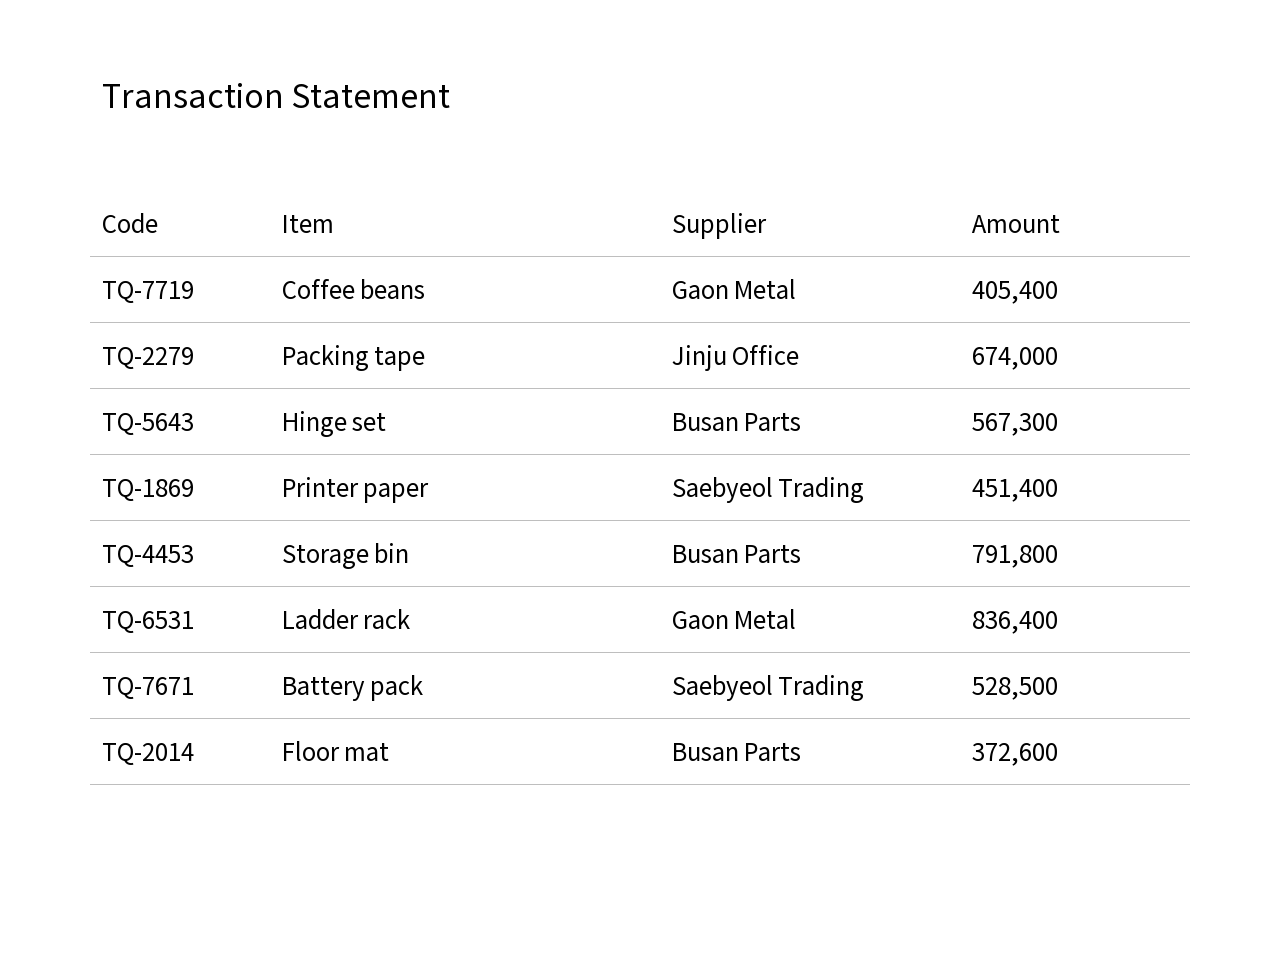 Transaction Statement
Code Item Supplier Amount
TQ-7719 Coffee beans Gaon Metal 405,400
TQ-2279 Packing tape Jinju Office 674,000
TQ-5643 Hinge set Busan Parts 567,300
TQ-1869 Printer paper Saebyeol Trading 451,400
TQ-4453 Storage bin Busan Parts 791,800
TQ-6531 Ladder rack Gaon Metal 836,400
TQ-7671 Battery pack Saebyeol Trading 528,500
TQ-2014 Floor mat Busan Parts 372,600